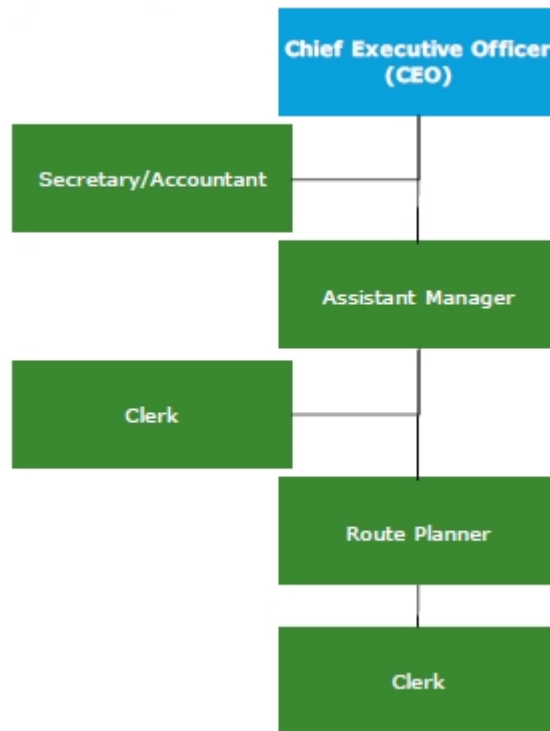 Chief Executive Officer
(CEO)
Secretary/Accountant
Assistant Manager
Clerk
Route Planner
Clerk